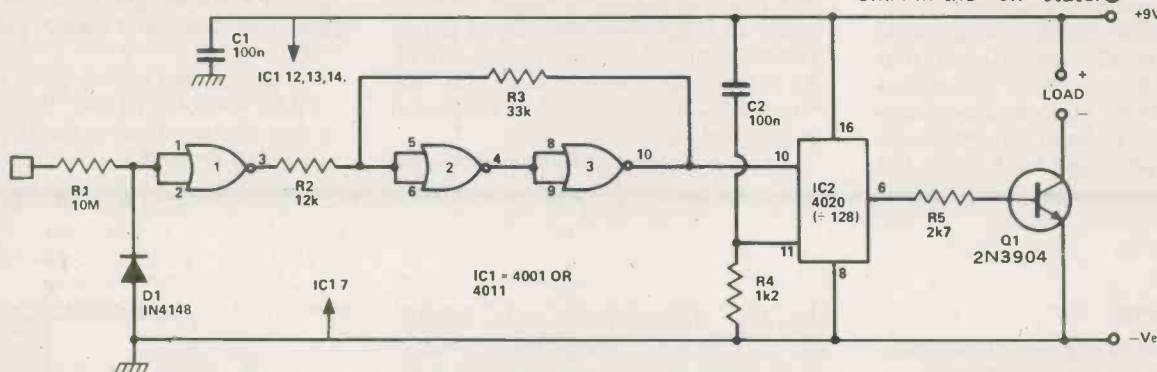 +9V
C1
100n
IC1 12,13,14.
R3
33k
C2
100n
+
LOAD
–
16
1
2
1
3
R2
12k
5
6
2
4
8
9
3
10
10
IC2
4020
(÷ 128)
6
R5
2k7
Q1
2N3904
10M
11
8
D1
IN4148
IC1 7
IC1 = 4001 OR
4011
R4
1k2
–Ve